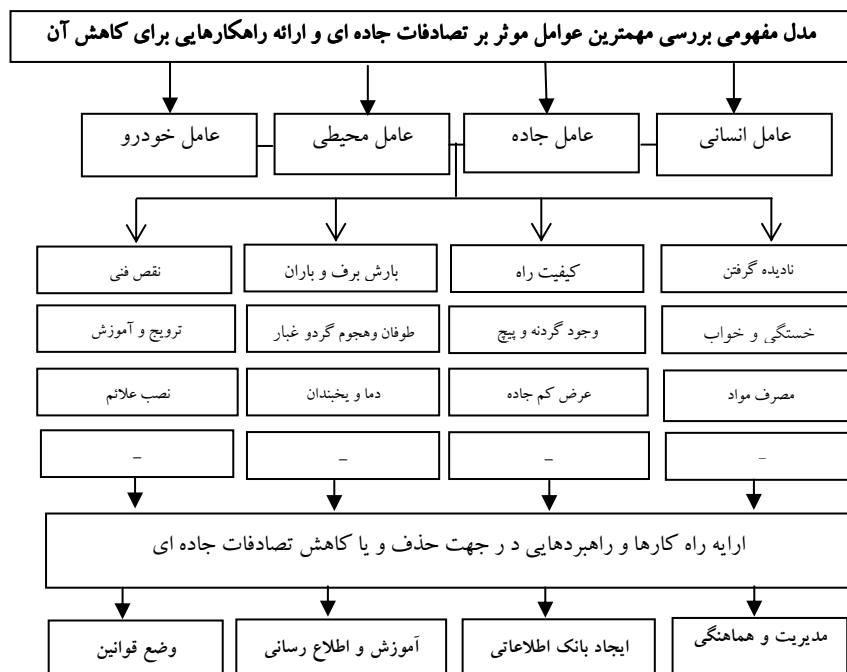 مدل مفهومی بررسی مهمترین عوامل موثر بر تصادفات جاده ای و ارائه راهکارهایی برای کاهش آن
عامل انسانی
عامل جاده
عامل محیطی
عامل خودرو
نادیده گرفتن
کیفیت راه
بارش برف و باران
نقص فنی
خستگی و خواب
وجود گردنه و پیچ
طوفان وهجوم گردو غبار
ترویج و آموزش
مصرف مواد
عرض کم جاده
دما و یخبندان
نصب علائم
_
_
_
_
ارایه راه کارها و راهبردهایی د ر جهت حذف و یا کاهش تصادفات جاده ای
مدیریت و هماهنگی
ایجاد بانک اطلاعاتی
آموزش و اطلاع رسانی
وضع قوانین